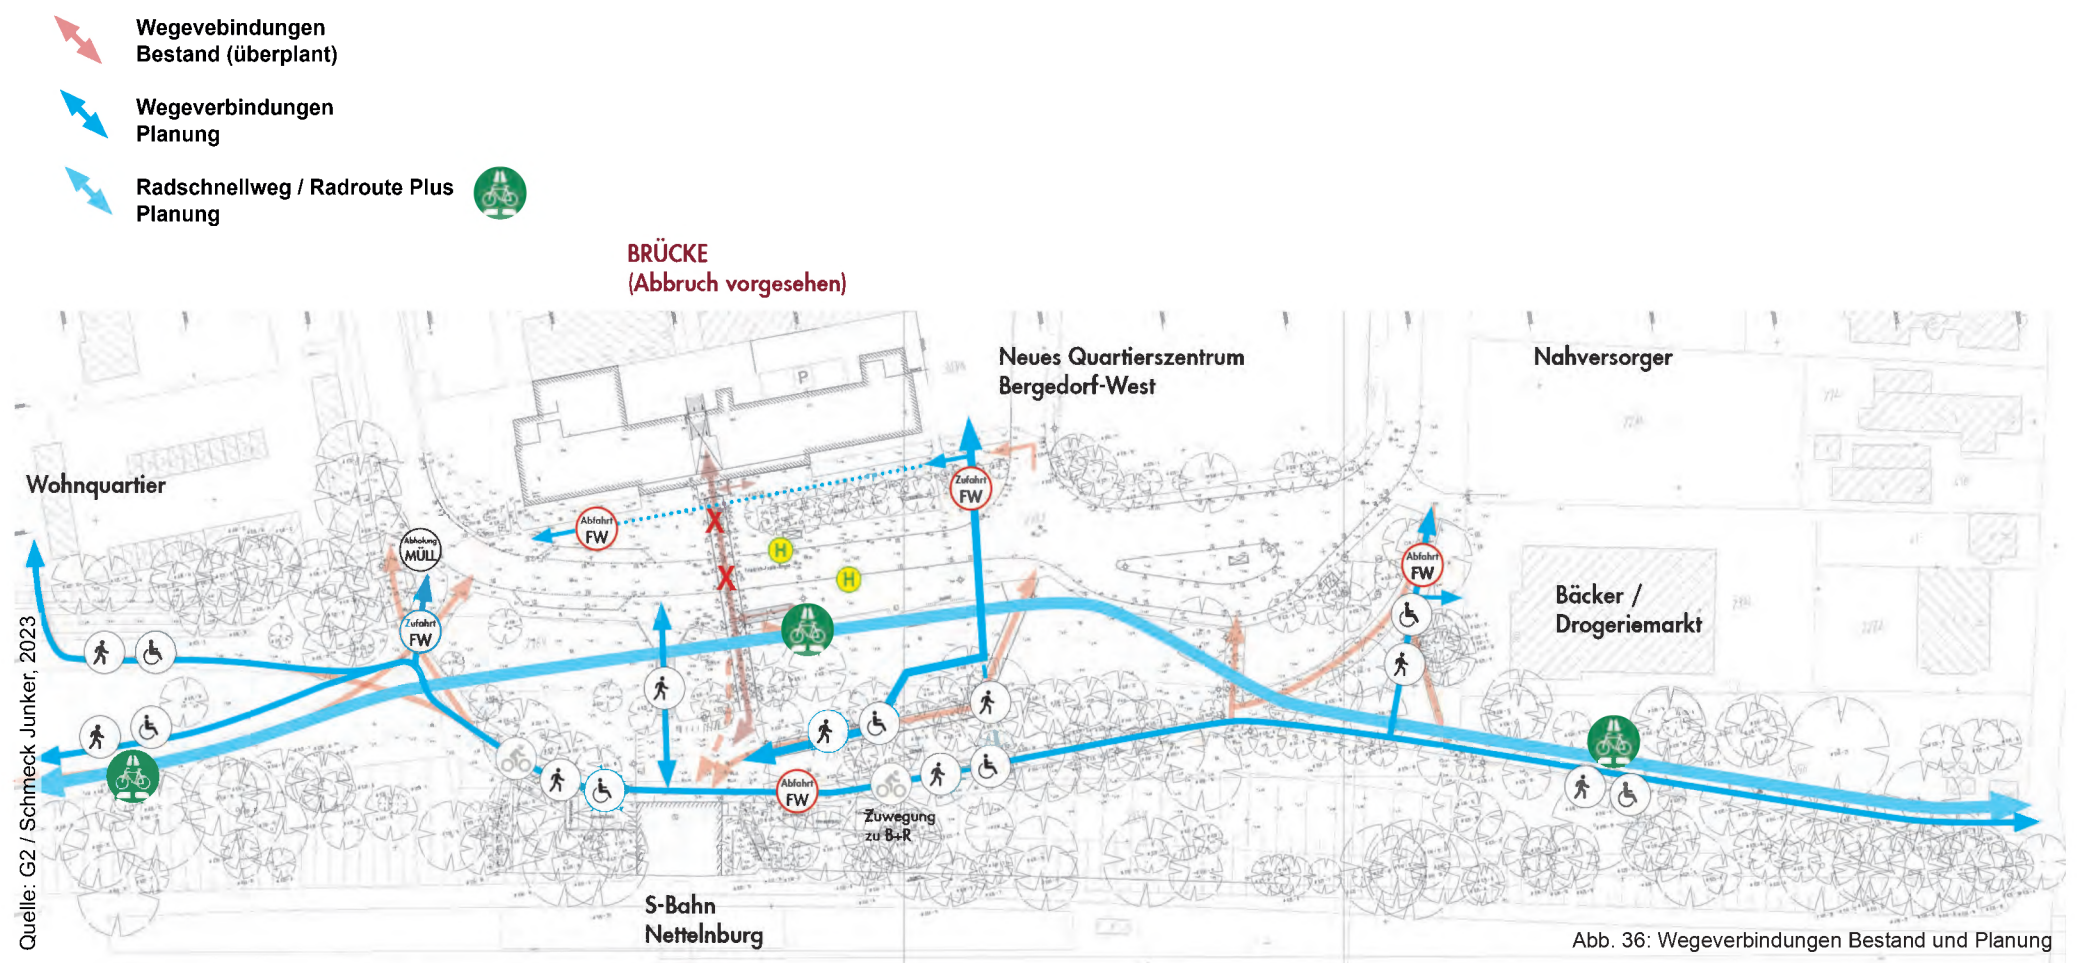 Wegevebindungen
Bestand (überplant)
Wegeverbindungen
Planung
Radschnellweg / Radroute Plus
Planung
BRÜCKE
(Abbruch vorgesehen)
P
Neues Quartierszentrum
Bergedorf-West
Nahversorger
Wohnquartier
Zufahrt
FW
Abfahrt
FW
X
Abholung
MÜLL
H
X
H
Abfahrt
FW
Zufahrt
FW
Bäcker /
Drogeriemarkt
Abfahrt
FW
Zuwegung
zu B+R
S-Bahn
Nettelnburg
Quelle: G2 / Schmeck Junker, 2023
Abb. 36: Wegeverbindungen Bestand und Planung